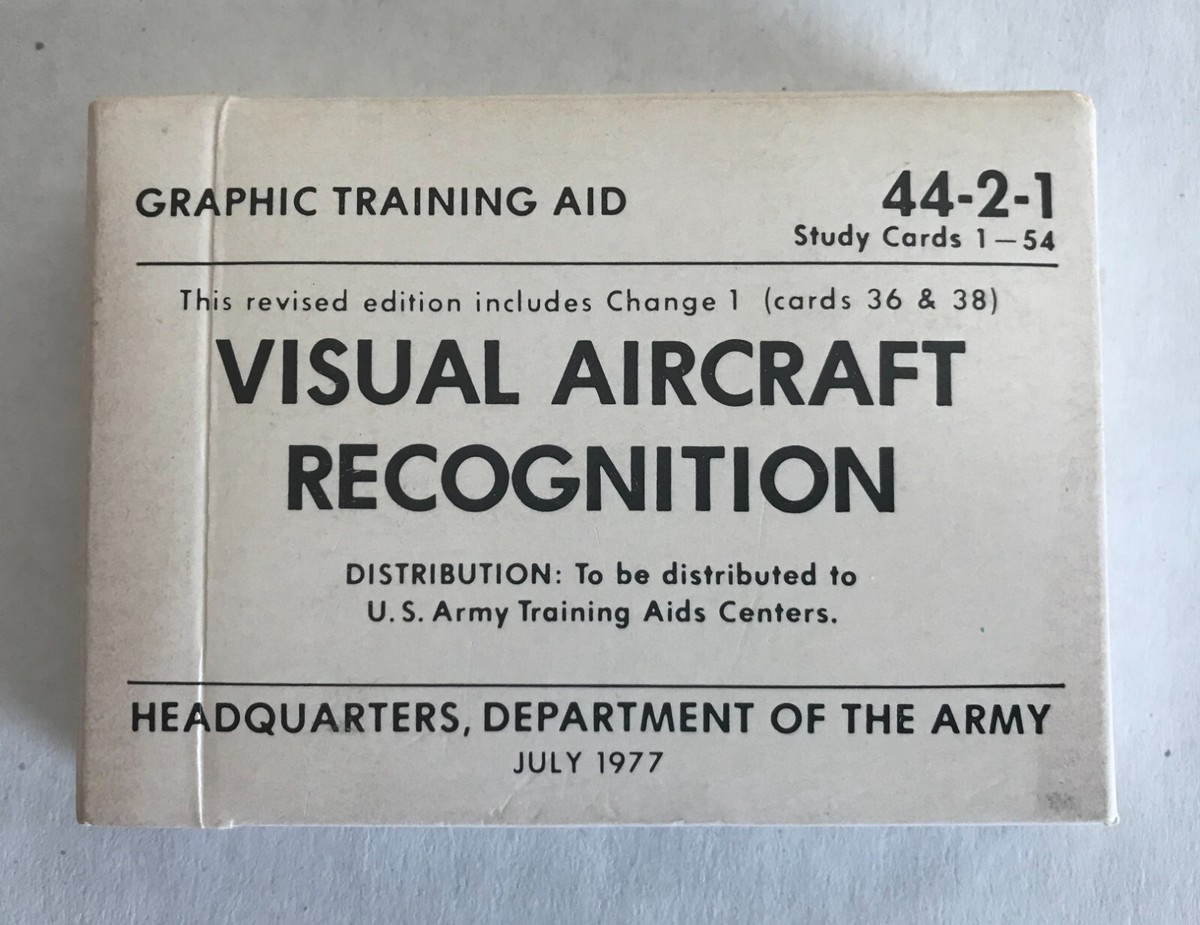 GRAPHIC TRAINING AID
44-2-1
Study Cards 1—54
This revised edition includes Change 1 (cards 36 & 38)
VISUAL AIRCRAFT
RECOGNITION
DISTRIBUTION: To be distributed to
U.S. Army Training Aids Centers.
HEADQUARTERS, DEPARTMENT OF THE ARMY
JULY 1977